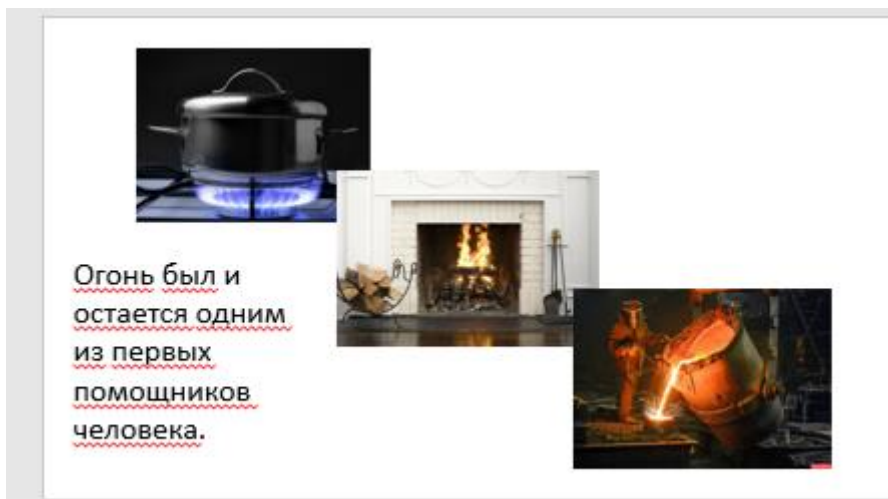 Огонь был и
остается одним
из первых
помощников
человека.